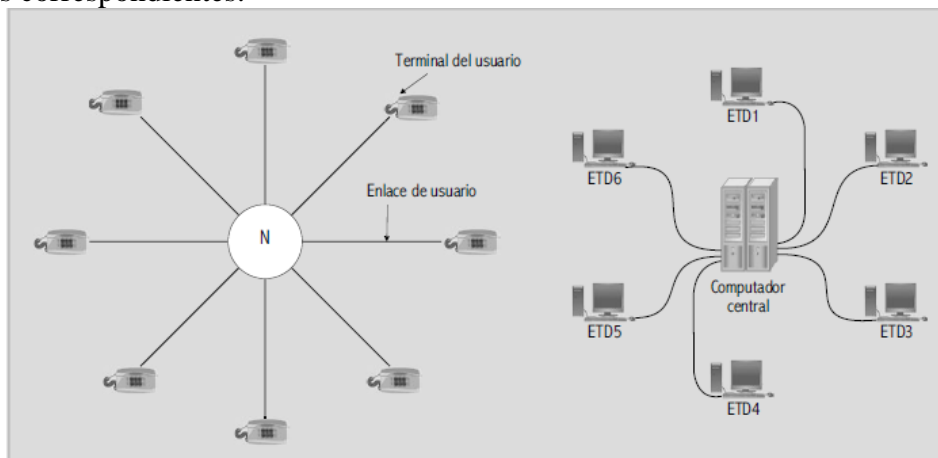 s correspondientes.
Terminal del usuario
Enlace de usuario
N
ETD1
ETD6
ETD2
Computador
central
ETD5
ETD3
ETD4